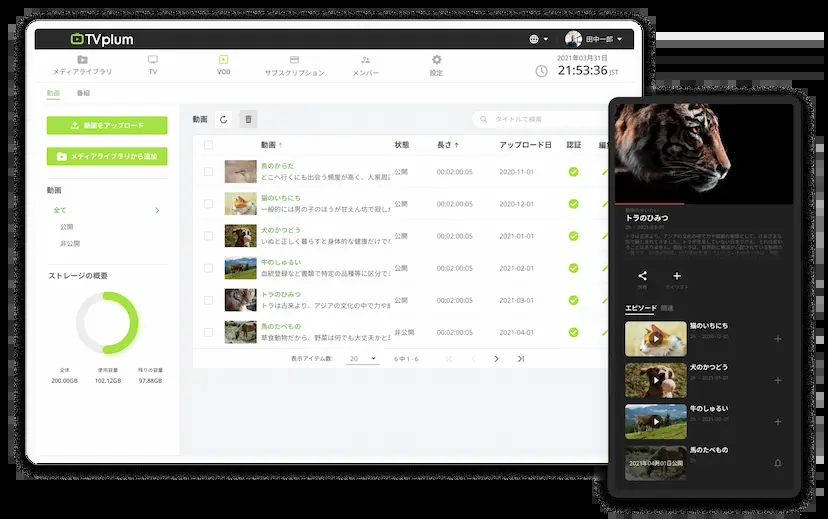 TVplum
田中一郎
メディアライブラリ
TV
VOD
サブスクリプション
メンバー
設定
2021年03月31日
21:53:36 JST
動画
番組
動画をアップロード
メディアライブラリから追加
動画
全て
公開
非公開
ストレージの概要
全体
使用容量
残りの容量
200.00GB
102.12GB
97.88GB
動画
タイトルで検索
動画 ↑
状態
長さ ↑
アップロード日
認証
馬のからだ
どこへ行くにも出会う頻度が高く、人家周辺
公開
00:02:00:05
2020-11-01
猫のいちにち
一般的には男の子のほうが甘えん坊で寂し
公開
00:02:00:05
2020-12-01
犬のかつどう
いぬと正しく暮らすと身体的な健康だけで
公開
00:02:00:05
2021-01-01
牛のしゅるい
血統登録など書類で特定の品種等に区分で
公開
00:02:00:05
2021-02-01
トラのひみつ
トラは古来より、アジアの文化の中で力や
公開
00:02:00:05
2021-03-01
馬のたべもの
草食動物だから、野菜は何でも大丈夫かと
非公開
00:02:00:05
2021-04-01
表示アイテム数:
20
6 中 1 - 6
トラのひみつ
エピソード
関連
猫のいちにち
犬のかつどう
牛のしゅるい
馬のたべもの
2021年04月01日公開